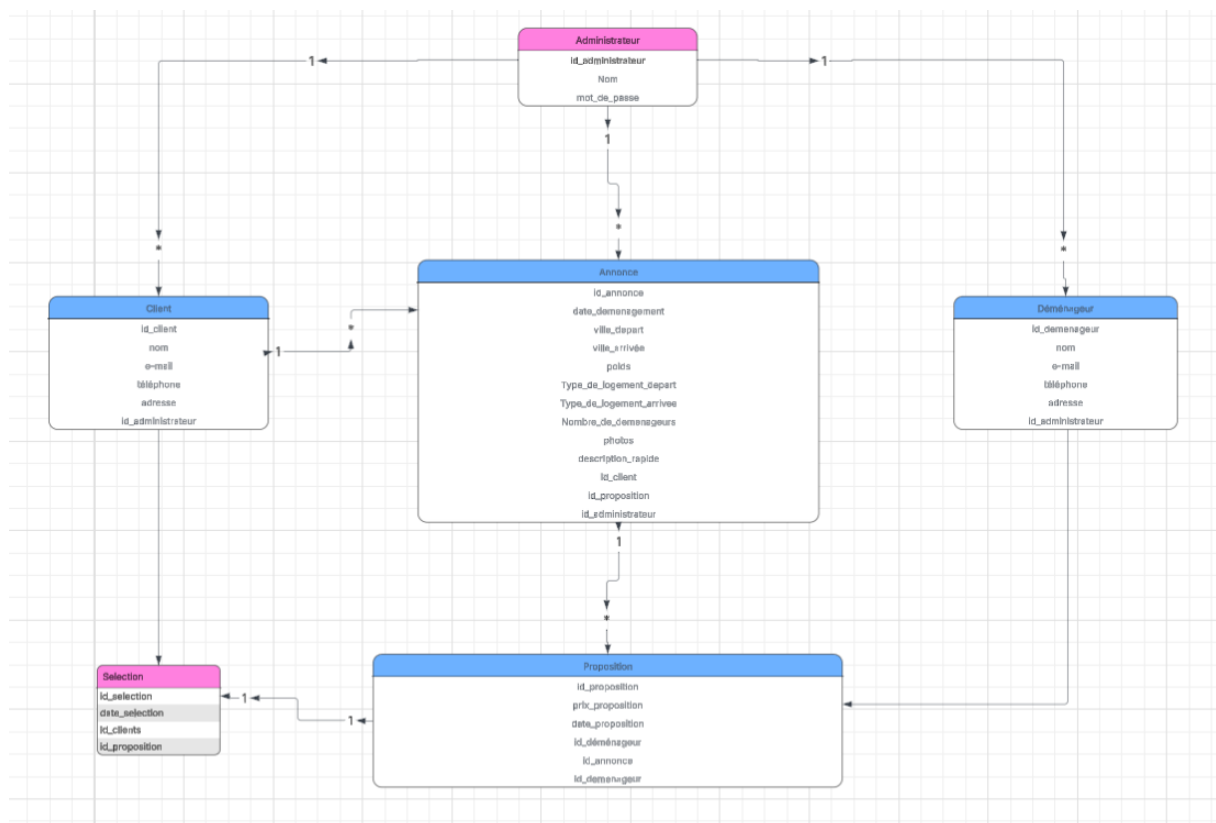 Administrateur
id_administrateur
Nom
mot_de_passe
1
1
1
*
*
*
Client
id_client
nom
e-mail
téléphone
adresse
id_administrateur
1
*
Annonce
id_annonce
date_demenagement
ville_depart
ville_arrivée
poids
Type_de_logement_depart
Type_de_logement_arrivee
Nombre_de_demenageurs
photos
description_rapide
id_client
id_proposition
id_administrateur
Déménageur
id_demenageur
nom
e-mail
téléphone
adresse
id_administrateur
1
*
Selection
id_selection
date_selection
id_clients
id_proposition
1
1
Proposition
id_proposition
prix_proposition
date_proposition
id_déménageur
id_annonce
id_demenageur